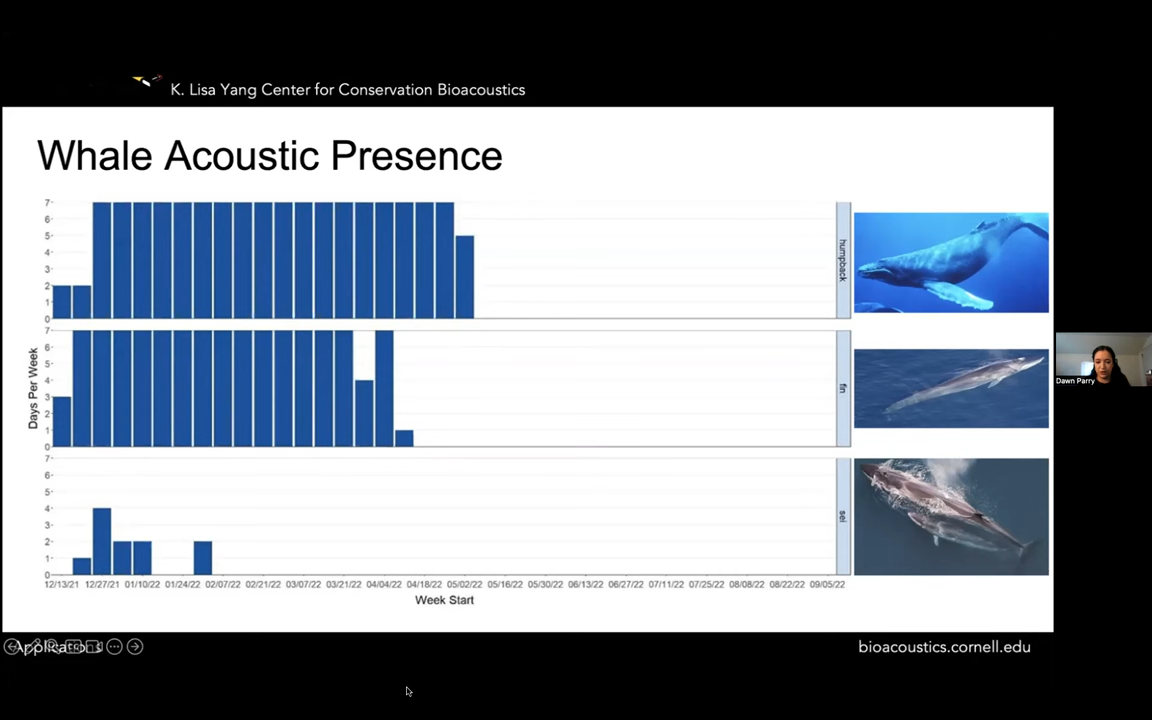 K. Lisa Yang Center for Conservation Bioacoustics
Whale Acoustic Presence
Days Per Week
7
6
5
4
3
2
1
0
humpback
7
6
5
4
3
2
1
0
fin
7
6
5
4
3
2
1
0
sei
12/13/21 12/27/21 01/10/22 01/24/22 02/07/22 02/21/22 03/07/22 03/21/22 04/04/22 04/18/22 05/02/22 05/16/22 05/30/22 06/13/22 06/27/22 07/11/22 07/25/22 08/08/22 08/22/22 09/05/22
Week Start
Dawn Parry
Applications
bioacoustics.cornell.edu